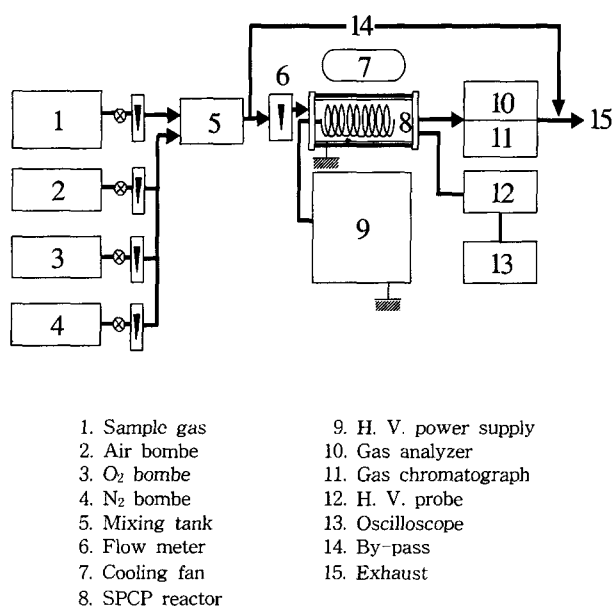 14
6
7
1
5
8
10
11
15
2
9
12
3
13
4
1. Sample gas
2. Air bombe
3. O₂ bombe
4. N₂ bombe
5. Mixing tank
6. Flow meter
7. Cooling fan
8. SPCP reactor
9. H. V. power supply
10. Gas analyzer
11. Gas chromatograph
12. H. V. probe
13. Oscilloscope
14. By-pass
15. Exhaust